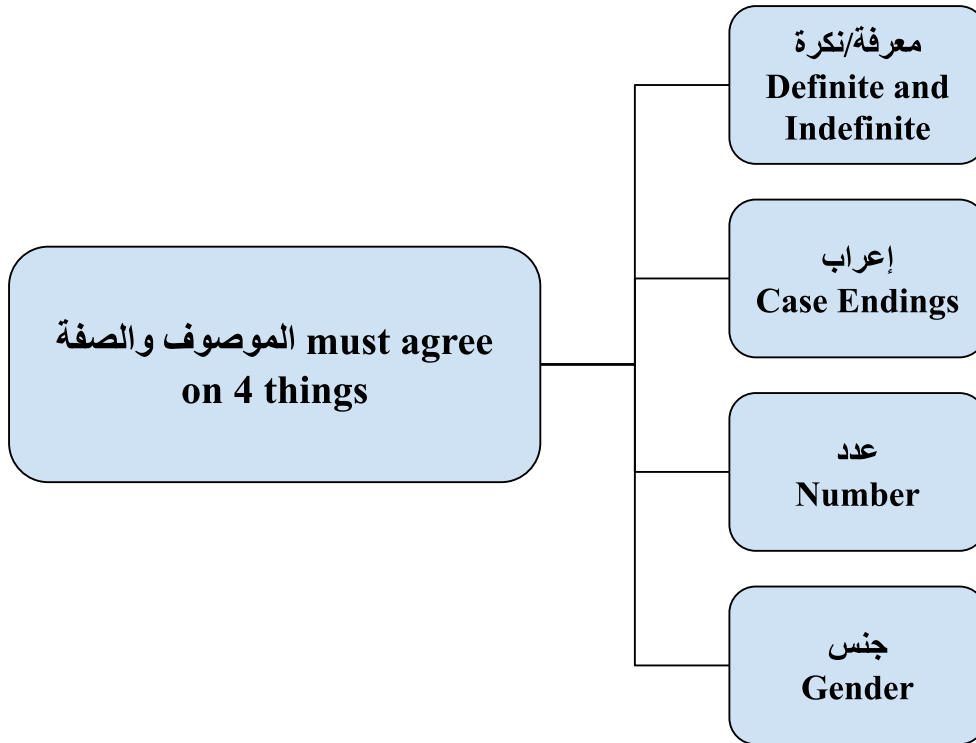 الموصوف والصفة must agree
on 4 things
معرفة/نكرة
Definite and
Indefinite
إعراب
Case Endings
عدد
Number
جنس
Gender